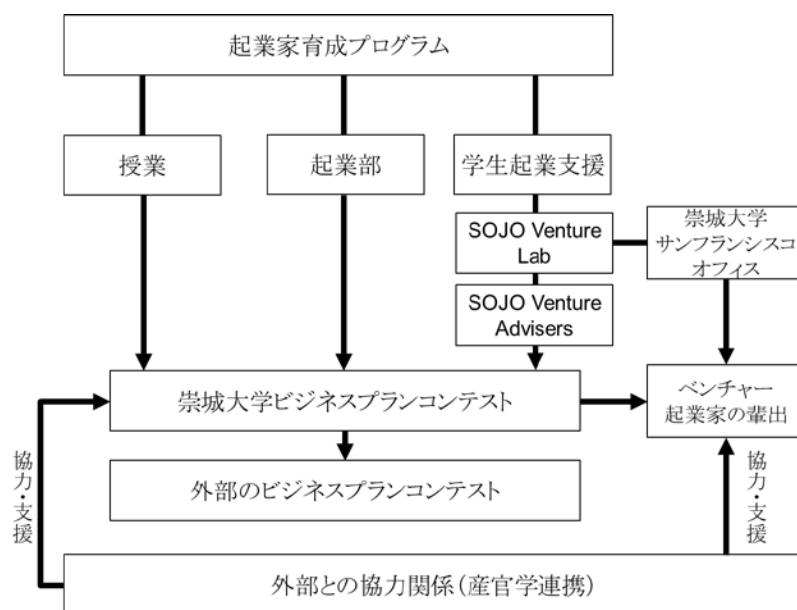 起業家育成プログラム
授業
起業部
学生起業支援
SOJO Venture
Lab
崇城大学
サンフランシスコ
オフィス
SOJO Venture
Advisers
崇城大学ビジネスプランコンテスト
ベンチャー
起業家の輩出
外部のビジネスプランコンテスト
協力・支援
協力・支援
外部との協力関係(産官学連携)